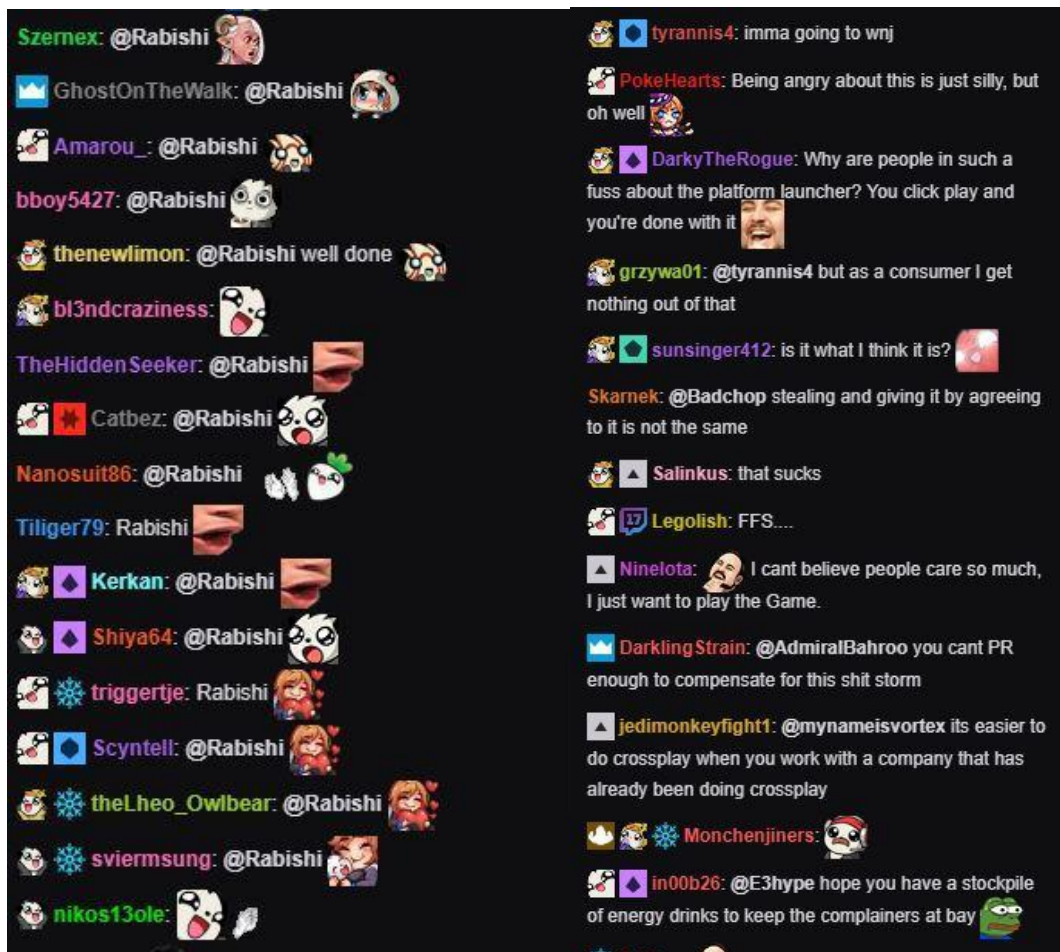 Szernex: @Rabishi
GhostOnTheWalk: @Rabishi
Amarou_: @Rabishi
bboy5427: @Rabishi
thenewlimon: @Rabishi well done
bl3ndcraziness:
TheHiddenSeeker: @Rabishi
Catbez: @Rabishi
Nanosuit86: @Rabishi
Tiliger79: Rabishi
Kerkan: @Rabishi
Shiya64: @Rabishi
triggertje: Rabishi
Scyntell: @Rabishi
theLheo_Owlbear: @Rabishi
sviermsung: @Rabishi
nikos13ole:
tyrannis4: imma going to wnj
PokeHearts: Being angry about this is just silly, but
oh well
DarkyTheRogue: Why are people in such a
fuss about the platform launcher? You click play and
you're done with it
grzywa01: @tyrannis4 but as a consumer I get
nothing out of that
sunsinger412: is it what I think it is?
Skarnek: @Badchop stealing and giving it by agreeing
to it is not the same
Salinkus: that sucks
17 Legolish: FFS....
Ninelota: I cant believe people care so much,
I just want to play the Game.
DarklingStrain: @AdmiralBahroo you cant PR
enough to compensate for this shit storm
jedimonkeyfight1: @mynameisvortex its easier to
do crossplay when you work with a company that has
already been doing crossplay
Monchenjiners:
in00b26: @E3hype hope you have a stockpile
of energy drinks to keep the complainers at bay